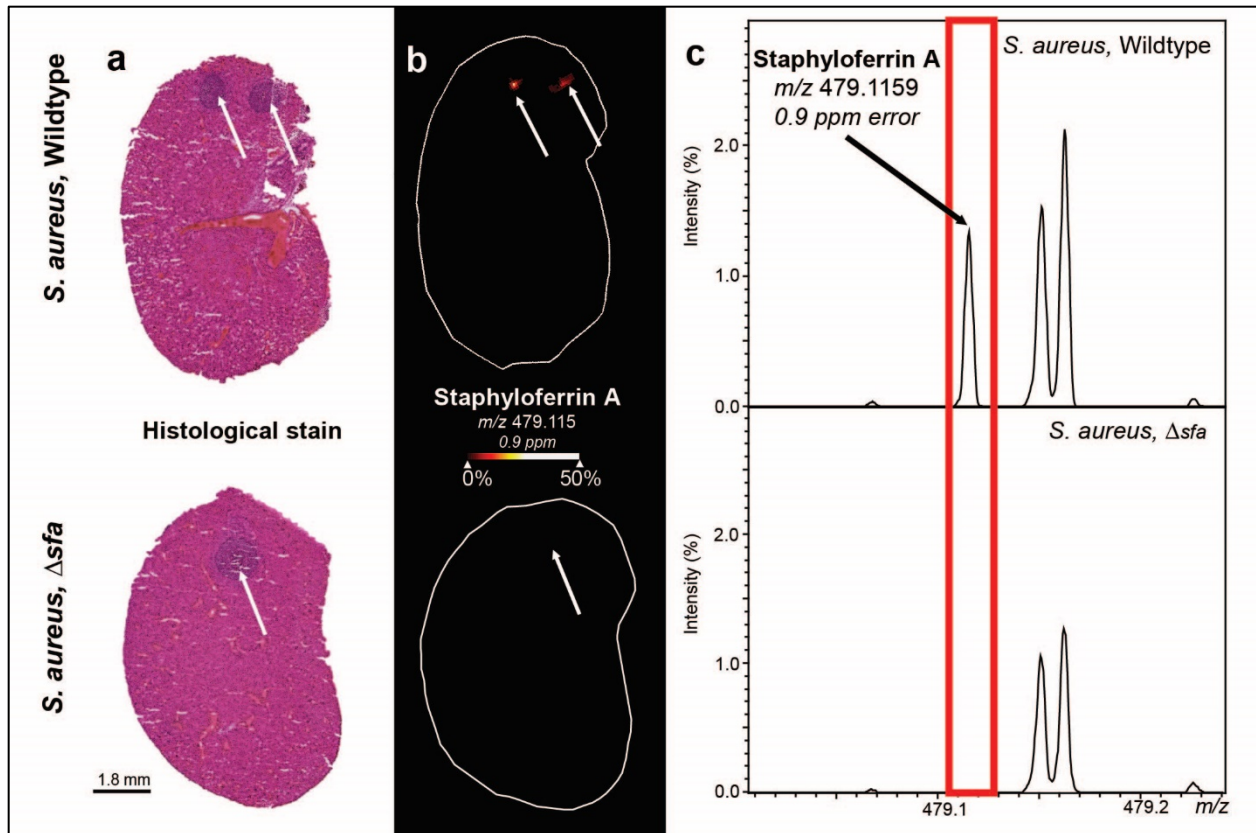 a
S. aureus, Wildtype
Histological stain
S. aureus, Δsfa
1.8 mm
b
Staphyloferrin A
m/z 479.115
0.9 ppm
0% 50%
c
S. aureus, Wildtype
Staphyloferrin A
m/z 479.1159
0.9 ppm error
Intensity (%)
2.0
1.0
0.0
S. aureus, Δsfa
Intensity (%)
2.0
1.0
0.0
479.1 479.2 m/z